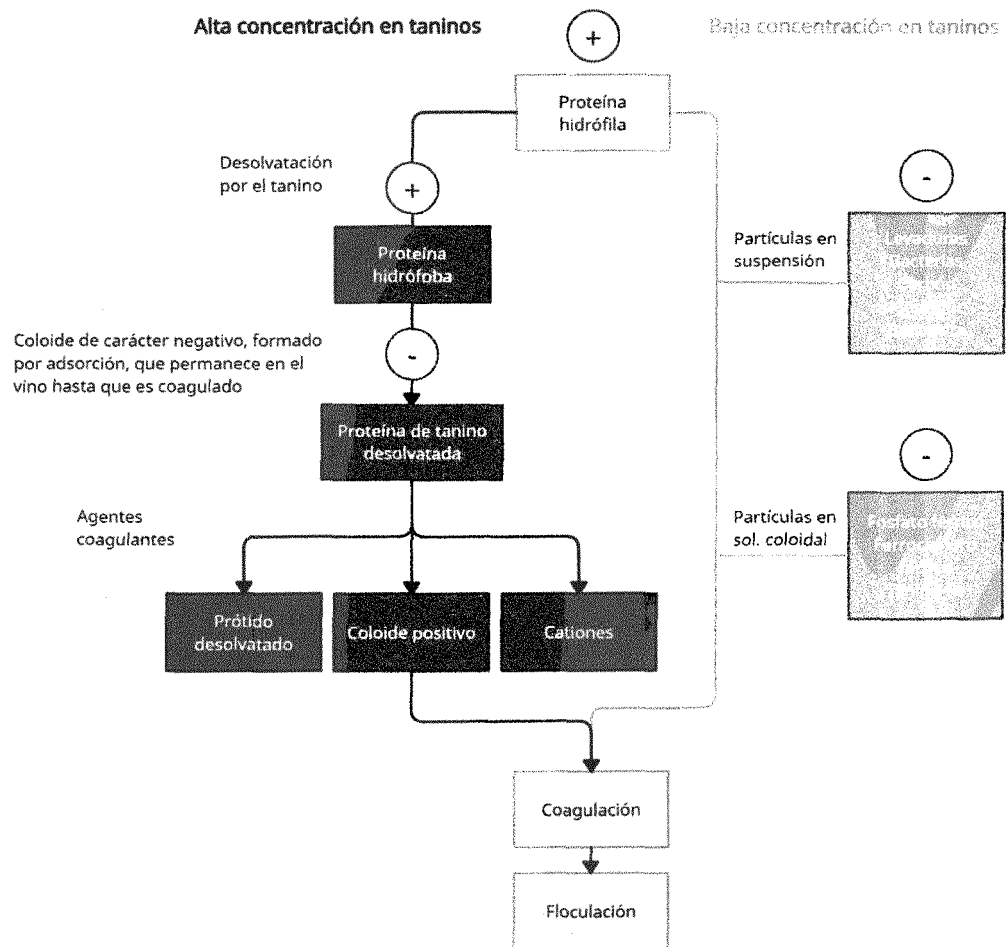 Alta concentración en taninos
+
Baja concentración en taninos
Proteína
hidrófila
Desolvatación
por el tanino
+
-
Proteína
hidrófoba
Partículas en
suspensión
Levaduras
Coloide de carácter negativo, formado
por adsorción, que permanece en el
vino hasta que es coagulado
-
Proteína de tanino
desolvatada
-
Agentes
coagulantes
Partículas en
sol. coloidal
Fosfato
Prótido
desolvatado
Coloide positivo
Cationes
Coagulación
Floculación